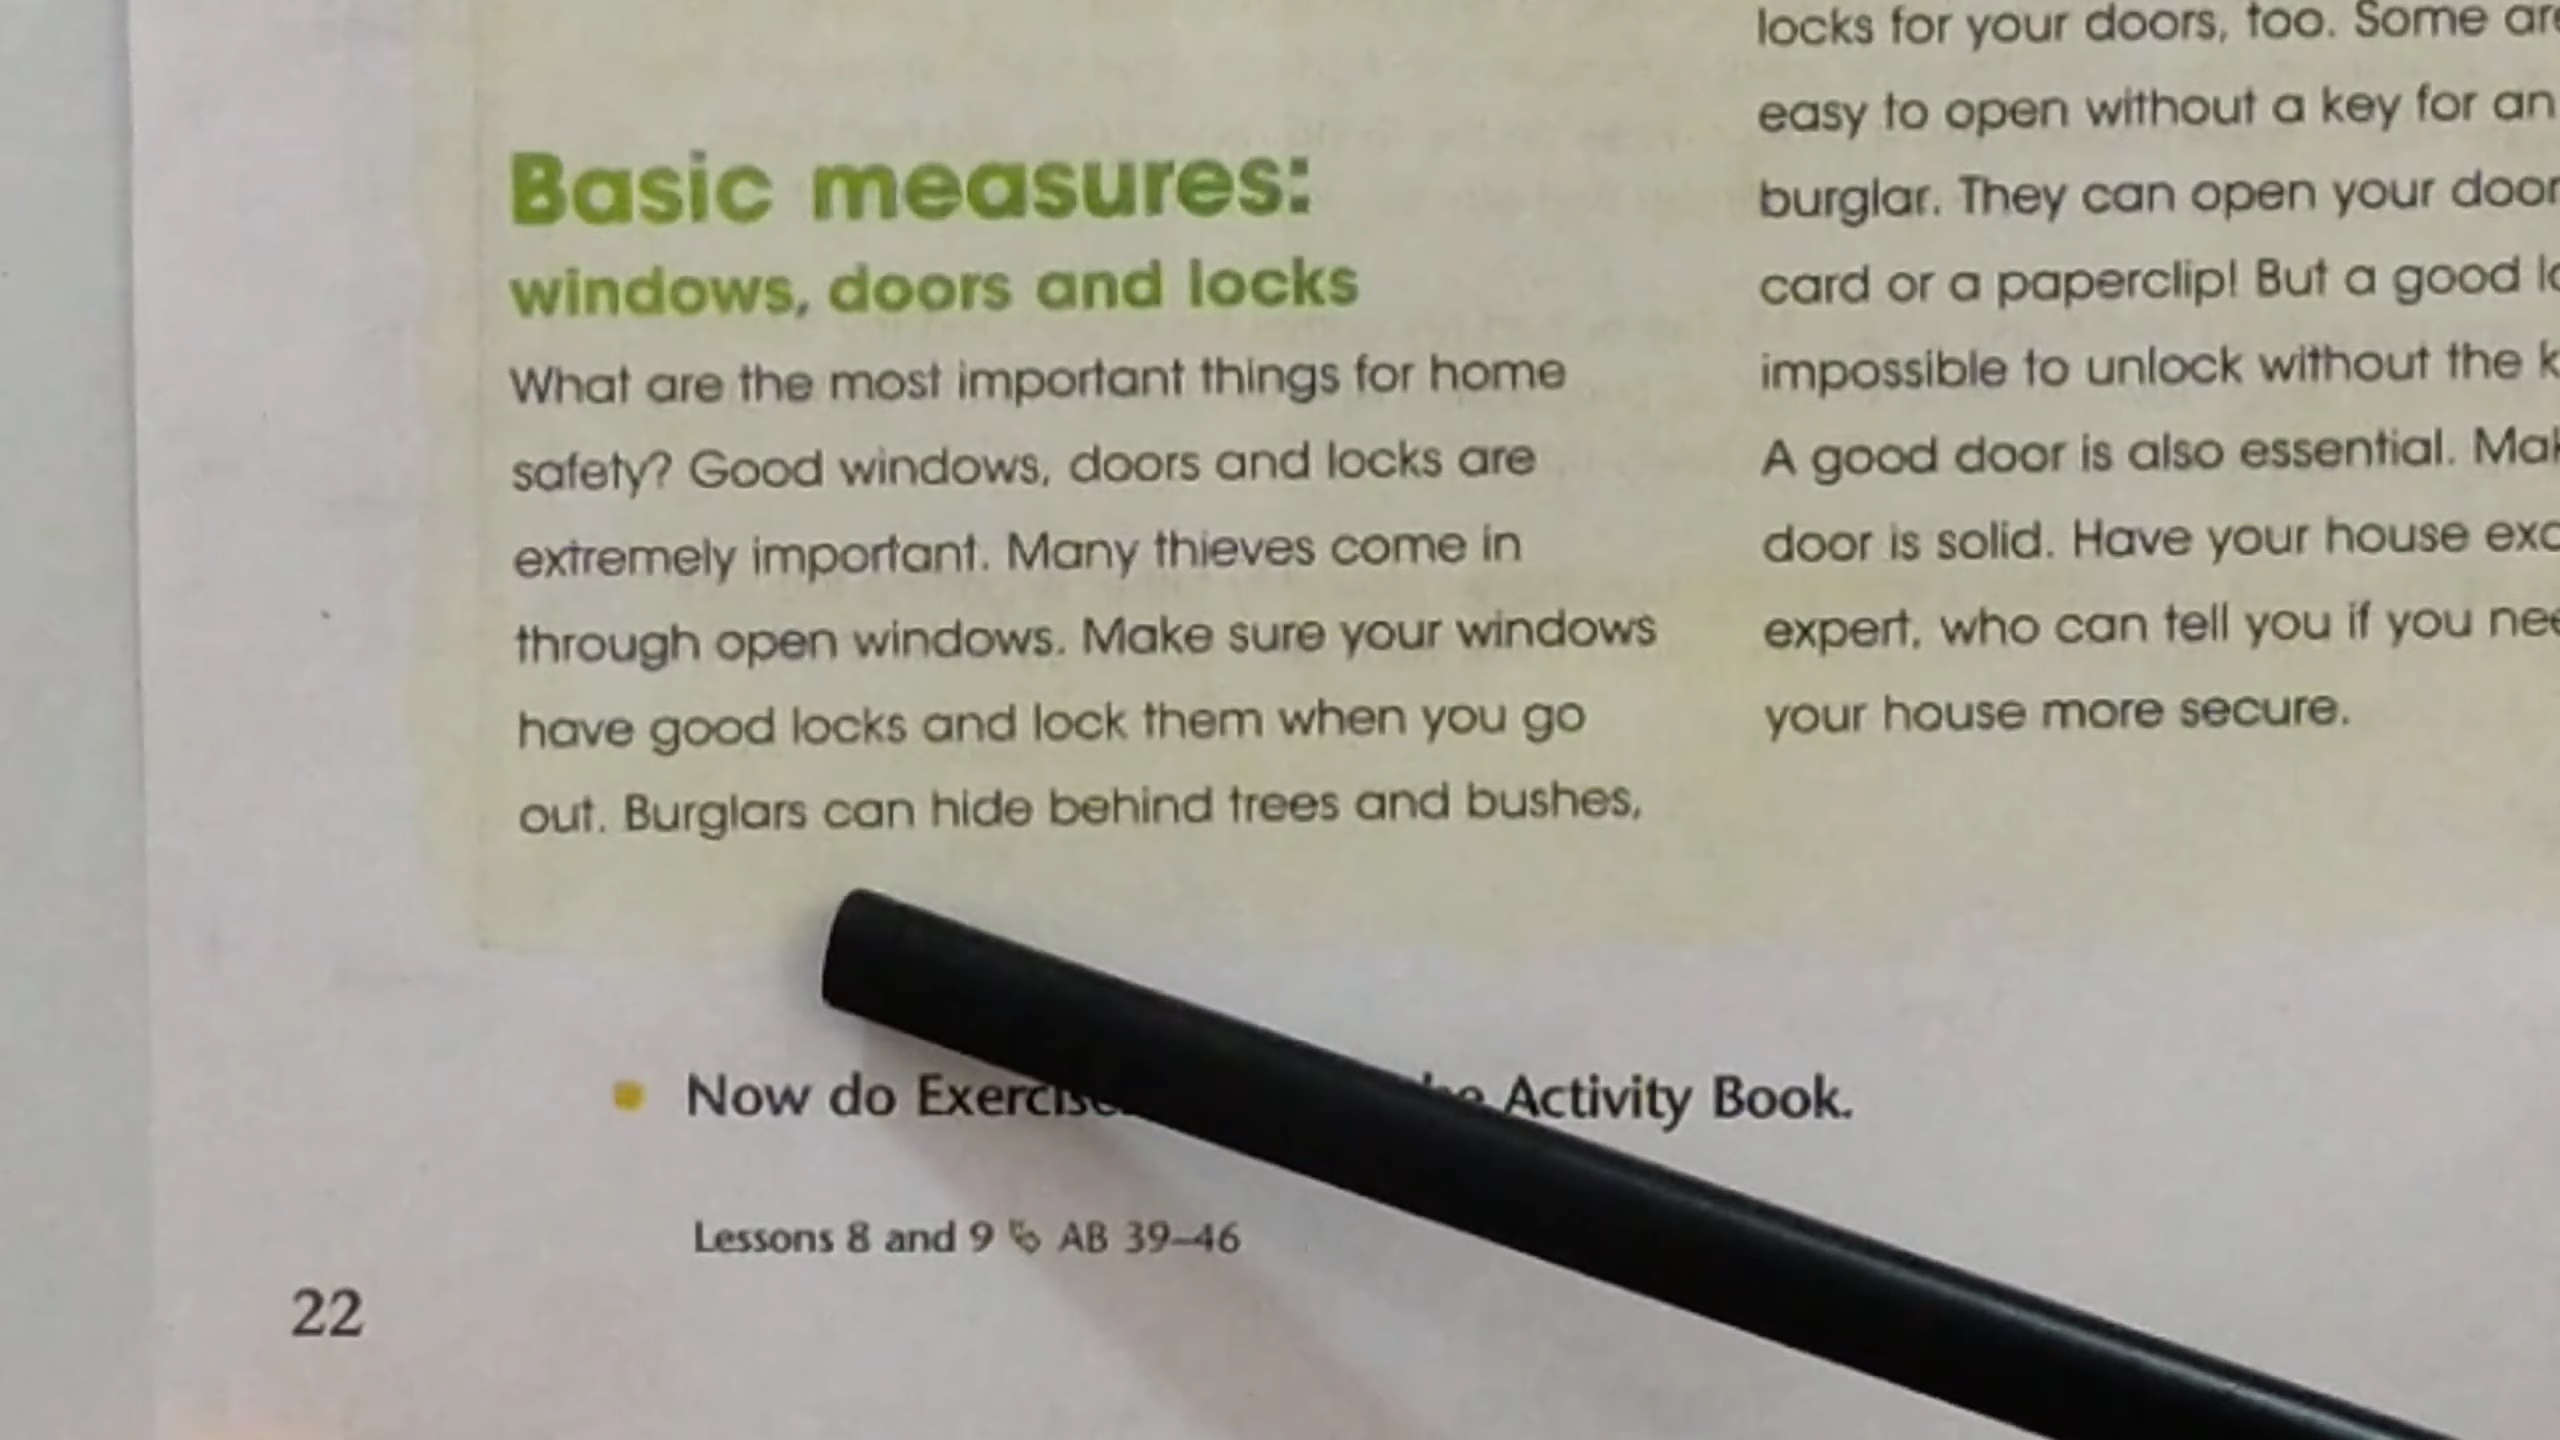 Basic measures:
windows, doors and locks
What are the most important things for home
safety? Good windows, doors and locks are
extremely important. Many thieves come in
through open windows. Make sure your windows
have good locks and lock them when you go
out. Burglars can hide behind trees and bushes,
locks for your doors, too. Some
easy to open without a key for an
burglar. They can open your door
card or a paperclip! But a good
impossible to unlock without the
A good door is also essential.
door is solid. Have your house
expert, who can tell you if you
your house more secure.
Now do Activity Book.
Lessons 8 and 9 AB 39–46
22